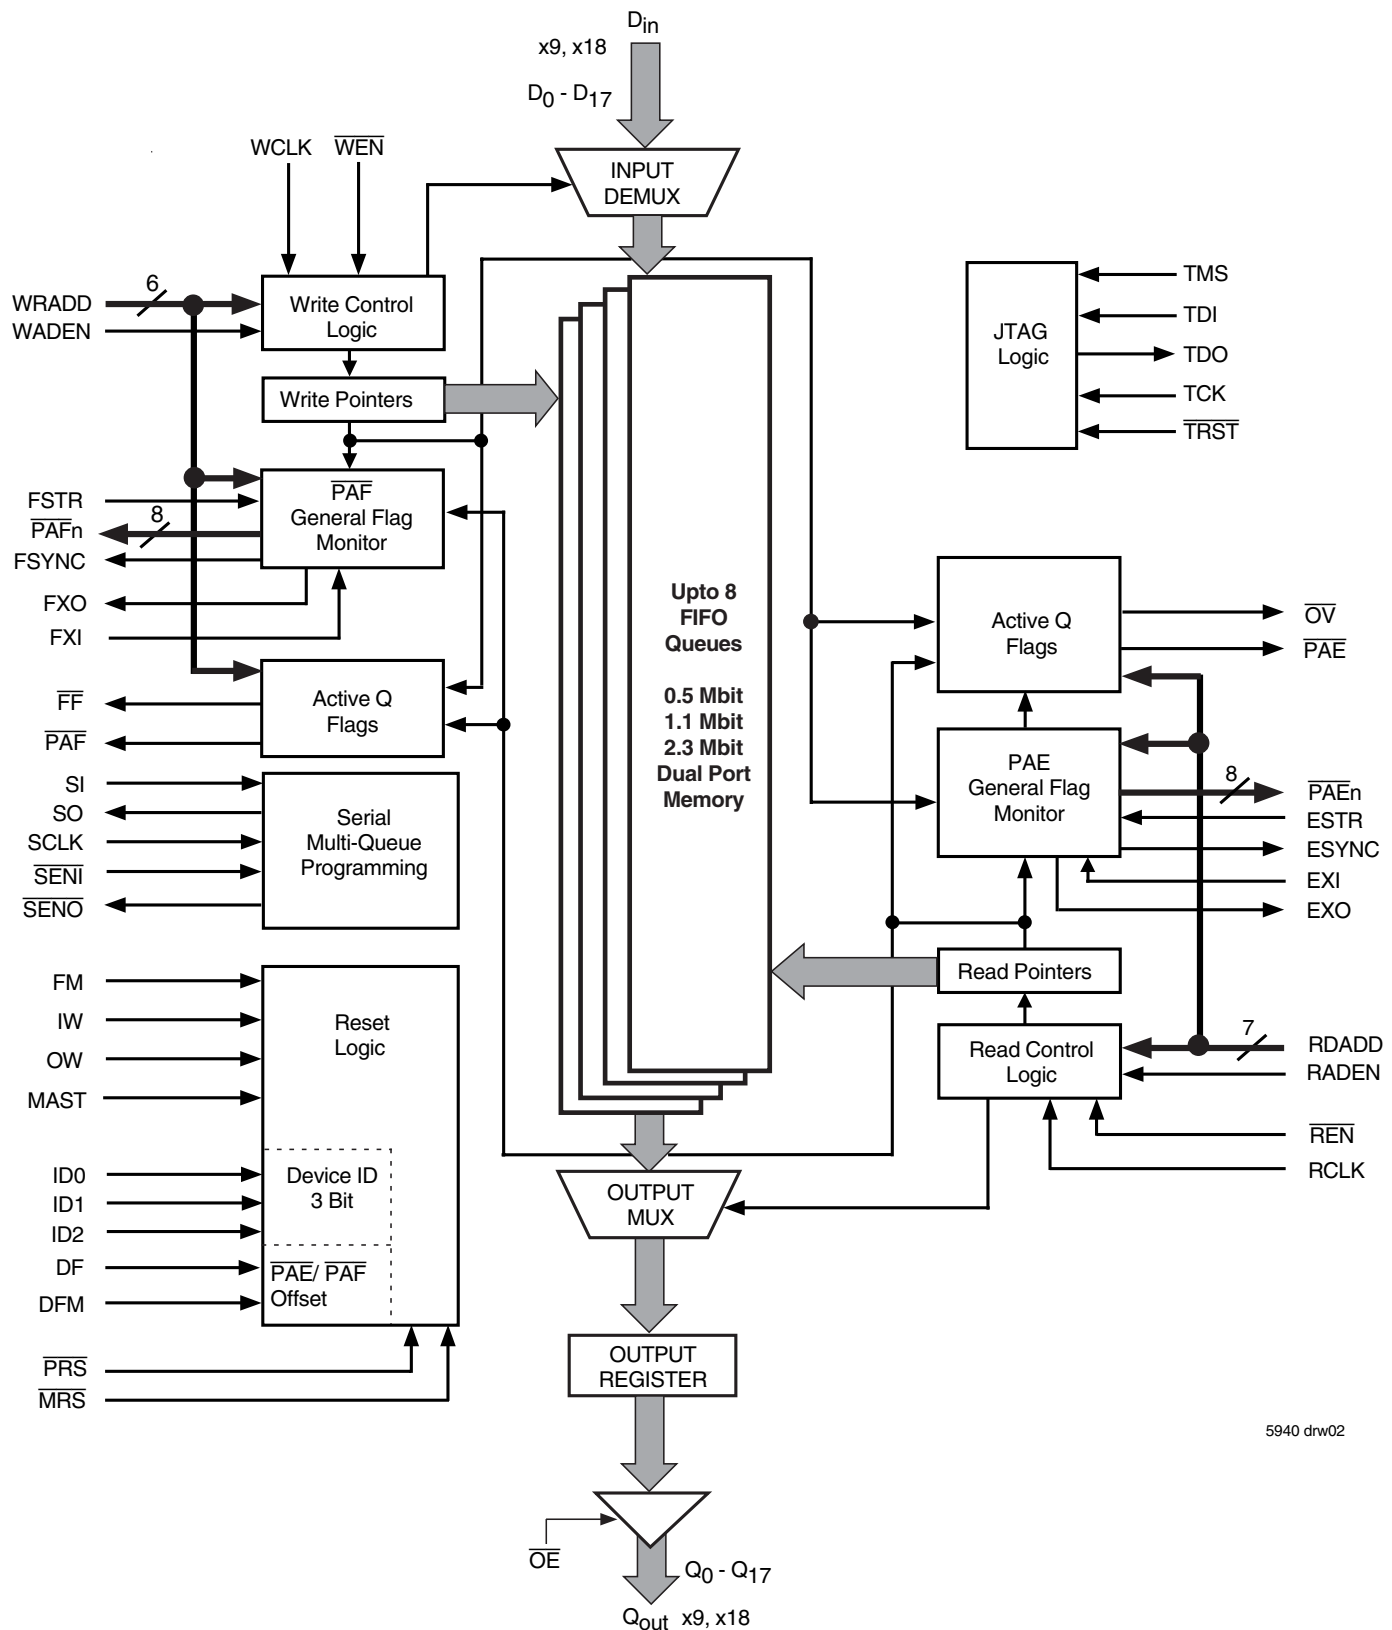 Din
x9, x18
D0 - D17
WCLK
WEN
INPUT
DEMUX
WRADD
6
WADEN
Write Control
Logic
Write Pointers
FSTR
PAFn
8
FSYNC
FXO
FXI
PAF
General Flag
Monitor
FF
PAF
Active Q
Flags
SI
SO
SCLK
SENI
SENO
Serial
Multi-Queue
Programming
FM
IW
OW
MAST
Reset
Logic
ID0
ID1
ID2
Device ID
3 Bit
DF
DFM
PAE/ PAF
Offset
PRS
MRS
Upto 8
FIFO
Queues
0.5 Mbit
1.1 Mbit
2.3 Mbit
Dual Port
Memory
JTAG
Logic
TMS
TDI
TDO
TCK
TRST
Active Q
Flags
OV
PAE
PAE
General Flag
Monitor
8
PAEn
ESTR
ESYNC
EXI
EXO
Read Pointers
Read Control
Logic
7
RDADD
RADEN
REN
RCLK
OUTPUT
MUX
OUTPUT
REGISTER
OE
Q0 - Q17
Qout x9, x18
5940 drw02